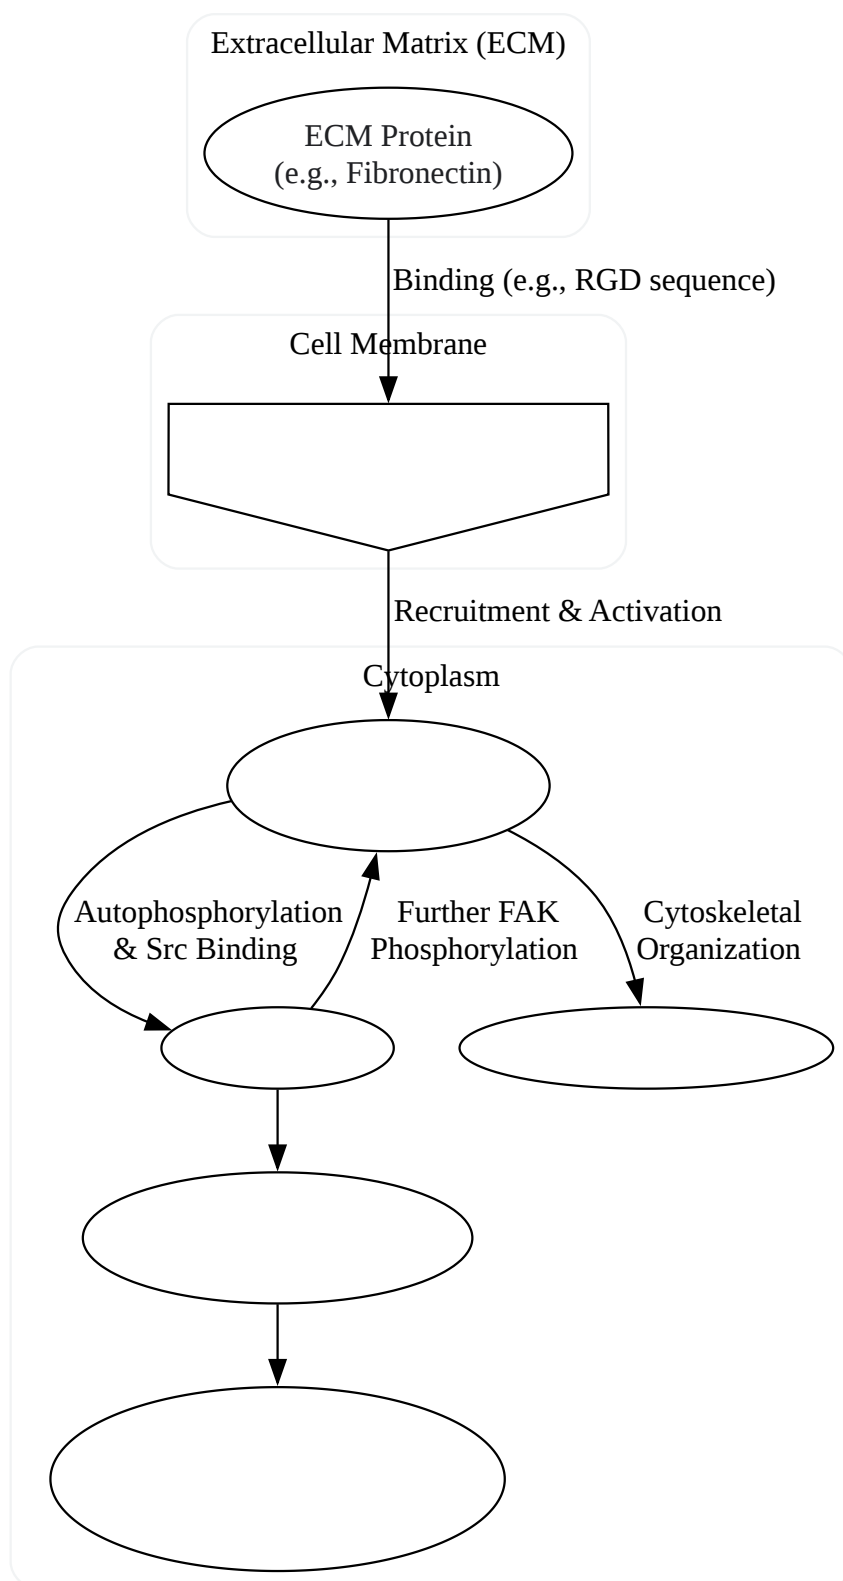 Extracellular Matrix (ECM)
ECM Protein
(e.g., Fibronectin)
Binding (e.g., RGD sequence)
Cell Membrane
Recruitment & Activation
Cytoplasm
Autophosphorylation
& Src Binding
Further FAK
Phosphorylation
Cytoskeletal
Organization